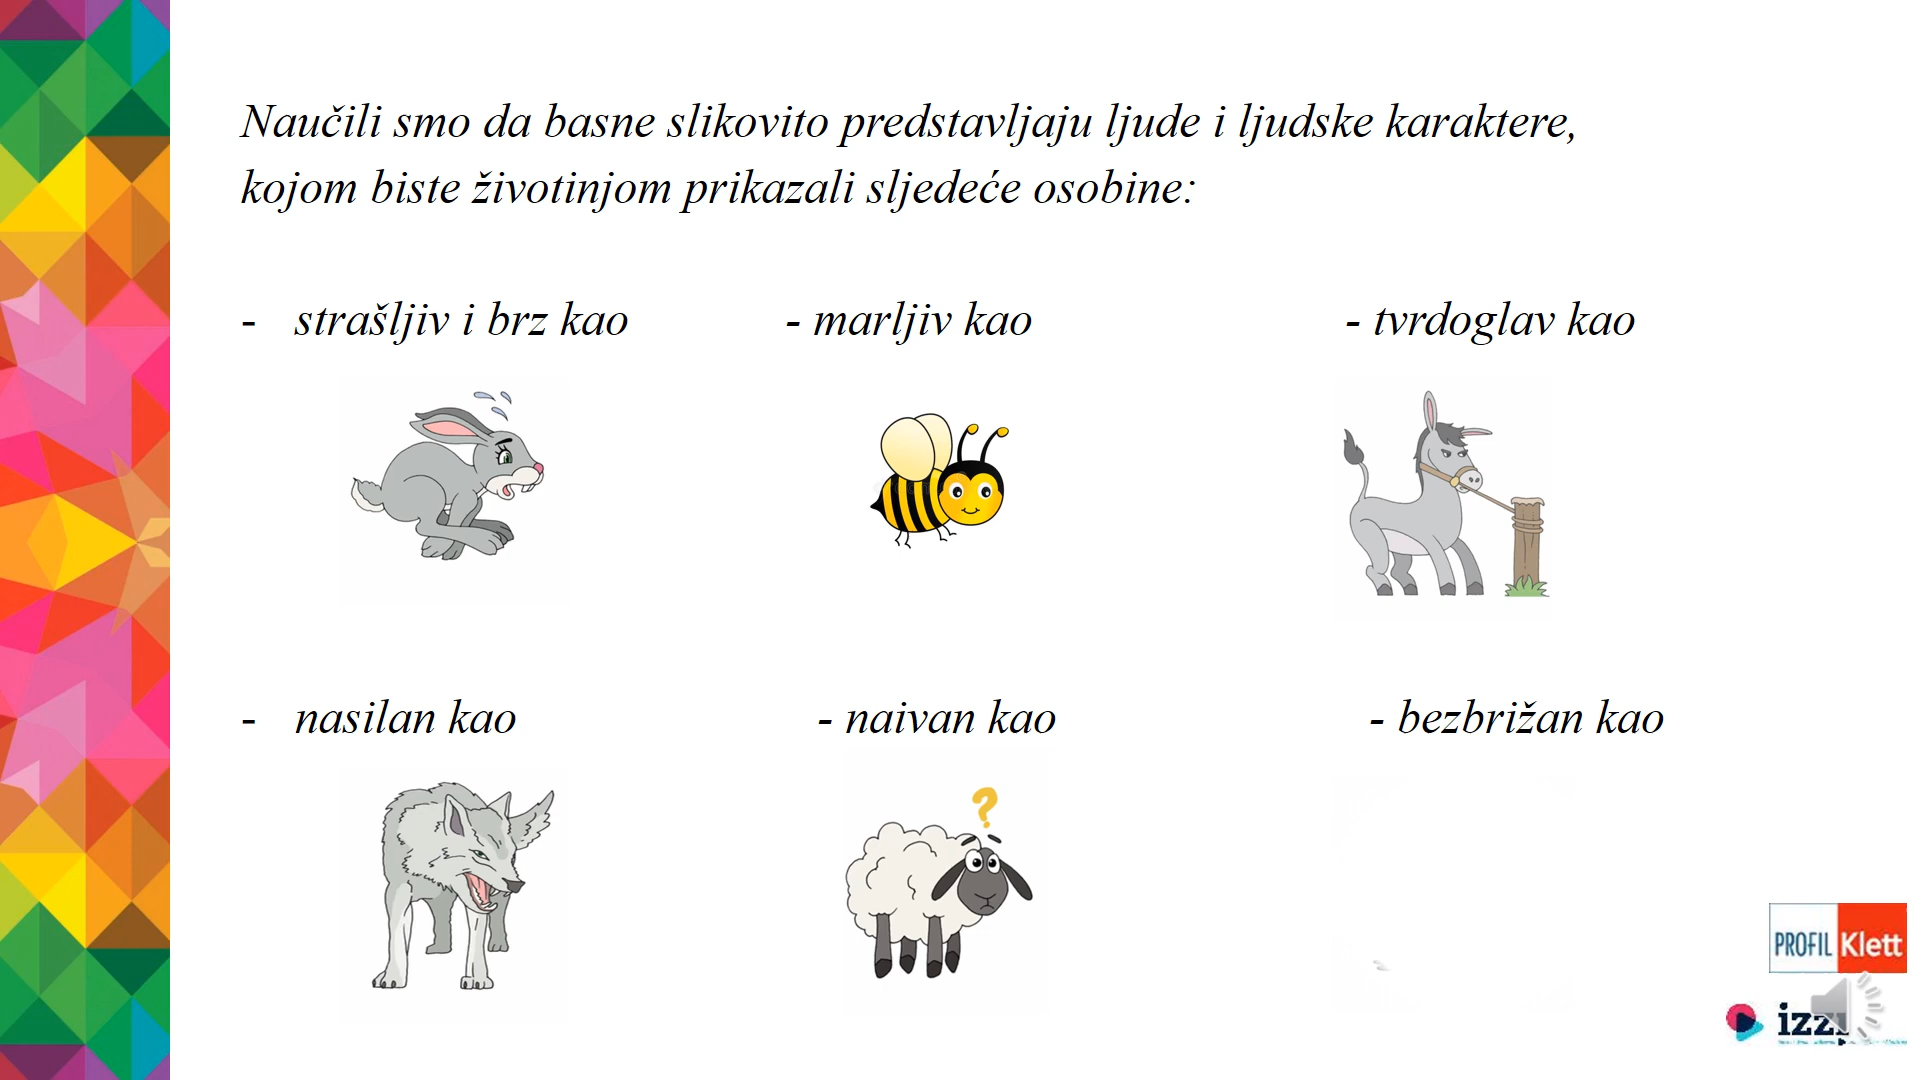 Naučili smo da basne slikovito predstavljaju ljude i ljudske karaktere,
kojom biste životinjom prikazali sljedeće osobine:
- strašljiv i brz kao - marljiv kao - tvrdoglav kao
- nasilan kao - naivan kao - bezbrižan kao
?
PROFIL Klett
izzi